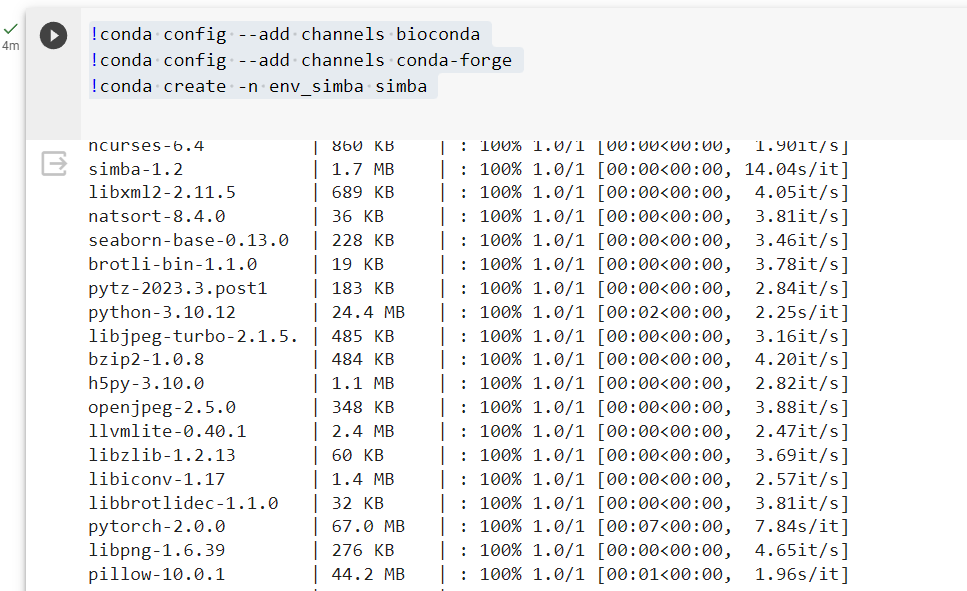 4m
!conda config --add channels bioconda
!conda config --add channels conda-forge
!conda create -n env_simba simba
ncurses-6.4 | 860 KB | : 100% 1.0/1 [00:00<00:00, 1.90it/s]
simba-1.2 | 1.7 MB | : 100% 1.0/1 [00:00<00:00, 14.04s/it]
libxml2-2.11.5 | 689 KB | : 100% 1.0/1 [00:00<00:00, 4.05it/s]
natsort-8.4.0 | 36 KB | : 100% 1.0/1 [00:00<00:00, 3.81it/s]
seaborn-base-0.13.0 | 228 KB | : 100% 1.0/1 [00:00<00:00, 3.46it/s]
brotli-bin-1.1.0 | 19 KB | : 100% 1.0/1 [00:00<00:00, 3.78it/s]
pytz-2023.3.post1 | 183 KB | : 100% 1.0/1 [00:00<00:00, 2.84it/s]
python-3.10.12 | 24.4 MB | : 100% 1.0/1 [00:02<00:00, 2.25s/it]
libjpeg-turbo-2.1.5. | 485 KB | : 100% 1.0/1 [00:00<00:00, 3.16it/s]
bzip2-1.0.8 | 484 KB | : 100% 1.0/1 [00:00<00:00, 4.20it/s]
h5py-3.10.0 | 1.1 MB | : 100% 1.0/1 [00:00<00:00, 2.82it/s]
openjpeg-2.5.0 | 348 KB | : 100% 1.0/1 [00:00<00:00, 3.88it/s]
llvmlite-0.40.1 | 2.4 MB | : 100% 1.0/1 [00:00<00:00, 2.47it/s]
libzlib-1.2.13 | 60 KB | : 100% 1.0/1 [00:00<00:00, 3.69it/s]
libiconv-1.17 | 1.4 MB | : 100% 1.0/1 [00:00<00:00, 2.57it/s]
libbrotlidec-1.1.0 | 32 KB | : 100% 1.0/1 [00:00<00:00, 3.81it/s]
pytorch-2.0.0 | 67.0 MB | : 100% 1.0/1 [00:07<00:00, 7.84s/it]
libpng-1.6.39 | 276 KB | : 100% 1.0/1 [00:00<00:00, 4.65it/s]
pillow-10.0.1 | 44.2 MB | : 100% 1.0/1 [00:01<00:00, 1.96s/it]